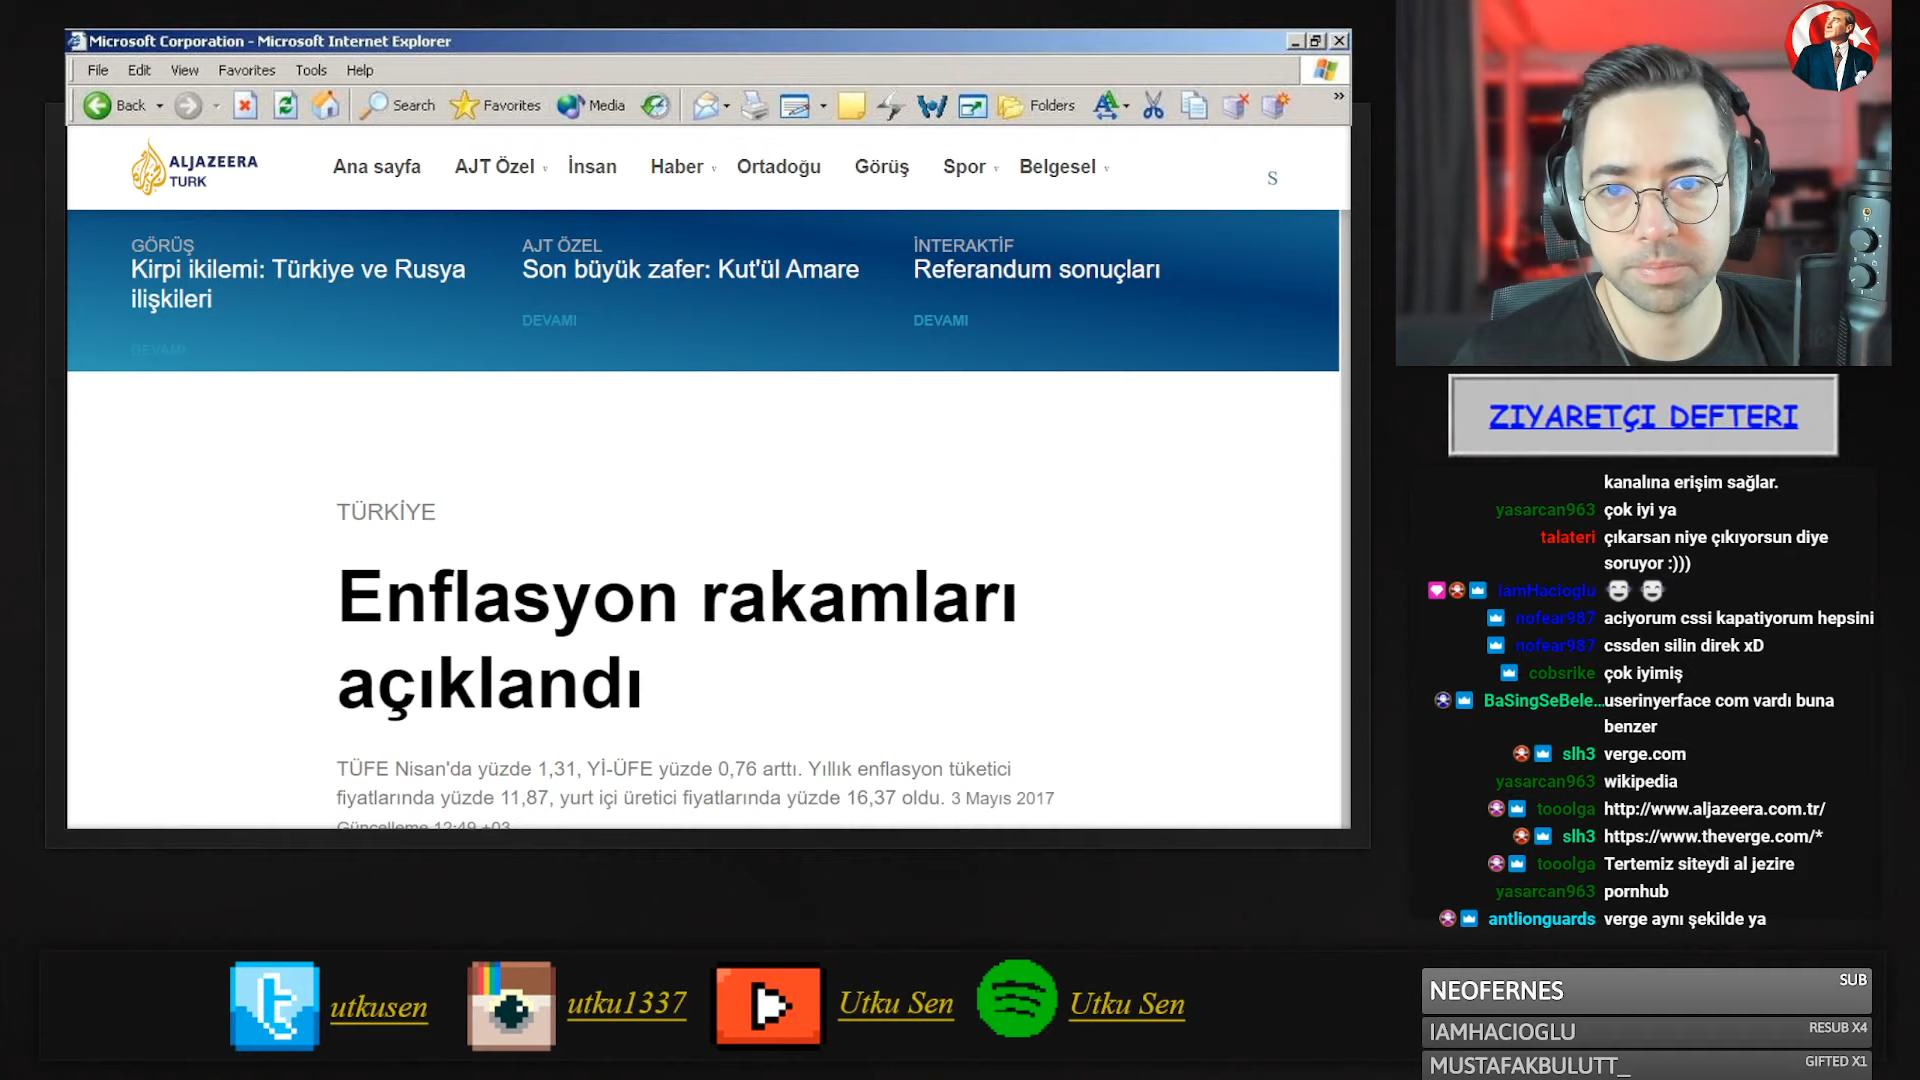 Microsoft Corporation - Microsoft Internet Explorer
File Edit View Favorites Tools Help
Back Search Favorites Media Folders »
ALJAZEERA
TURK
Ana sayfa AJT Özel İnsan Haber Ortadoğu Görüş Spor Belgesel S
GÖRÜŞ
Kirpi ikilemi: Türkiye ve Rusya
ilişkileri
DEVAMI
AJT ÖZEL
Son büyük zafer: Kut'ül Amare
DEVAMI
İNTERAKTİF
Referandum sonuçları
DEVAMI
TÜRKİYE
Enflasyon rakamları
açıklandı
TÜFE Nisan'da yüzde 1,31, Yİ-ÜFE yüzde 0,76 arttı. Yıllık enflasyon tüketici
fiyatlarında yüzde 11,87, yurt içi üretici fiyatlarında yüzde 16,37 oldu. 3 Mayıs 2017
Güncelleme 12:49 +03
ZIYARETÇI DEFTERI
kanalına erişim sağlar.
yasarcan963 çok iyi ya
talateri çıkarsan niye çıkıyorsun diye
soruyor :)))
IamHacioglu
nofear987 aciyorum cssi kapatiyorum hepsini
nofear987 cssden silin direk xD
cobsrike çok iyimiş
BaSingSeBele... userinyerface com vardı buna
benzer
slh3 verge.com
yasarcan963 wikipedia
tooolga http://www.aljazeera.com.tr/
slh3 https://www.theverge.com/*
tooolga Tertemiz siteydi al jezire
yasarcan963 pornhub
antlionguards verge aynı şekilde ya
utkusen
utku1337
Utku Sen
Utku Sen
NEOFERNES SUB
IAMHACIOGLU RESUB X4
MUSTAFAKBULUTT_ GIFTED X1